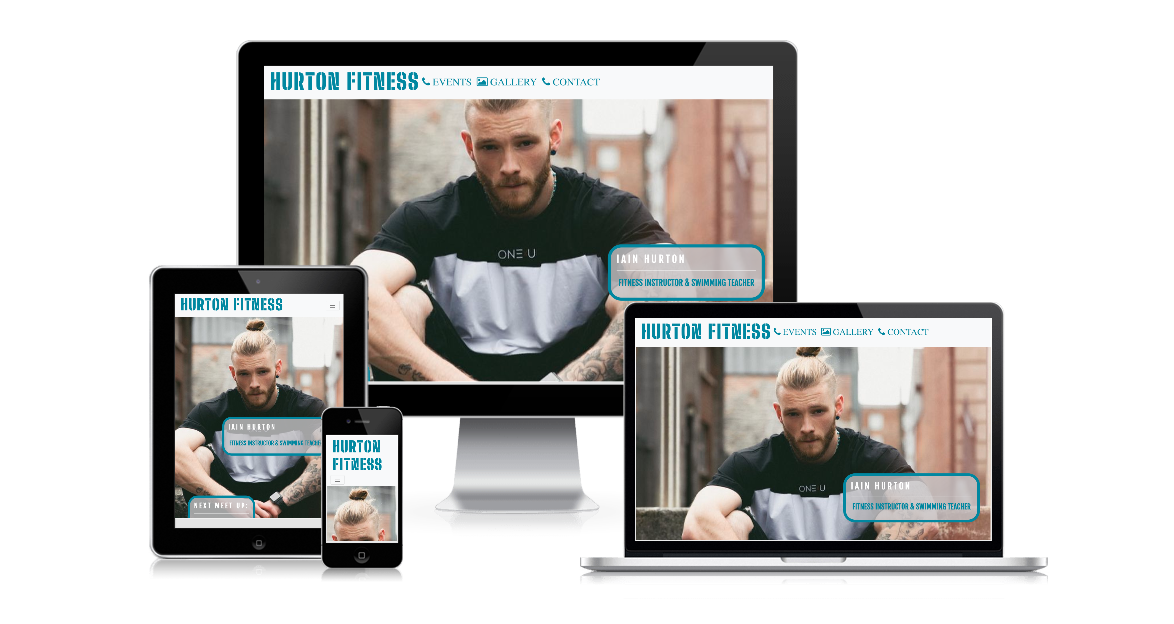 HURTON FITNESS EVENTS GALLERY CONTACT
ONE U
IAIN HURTON
FITNESS INSTRUCTOR & SWIMMING TEACHER
HURTON FITNESS
IAIN HURTON
FITNESS INSTRUCTOR & SWIMMING TEACHER
NEXT MEET UP:
HURTON
FITNESS
HURTON FITNESS EVENTS GALLERY CONTACT
ONE U
IAIN HURTON
FITNESS INSTRUCTOR & SWIMMING TEACHER